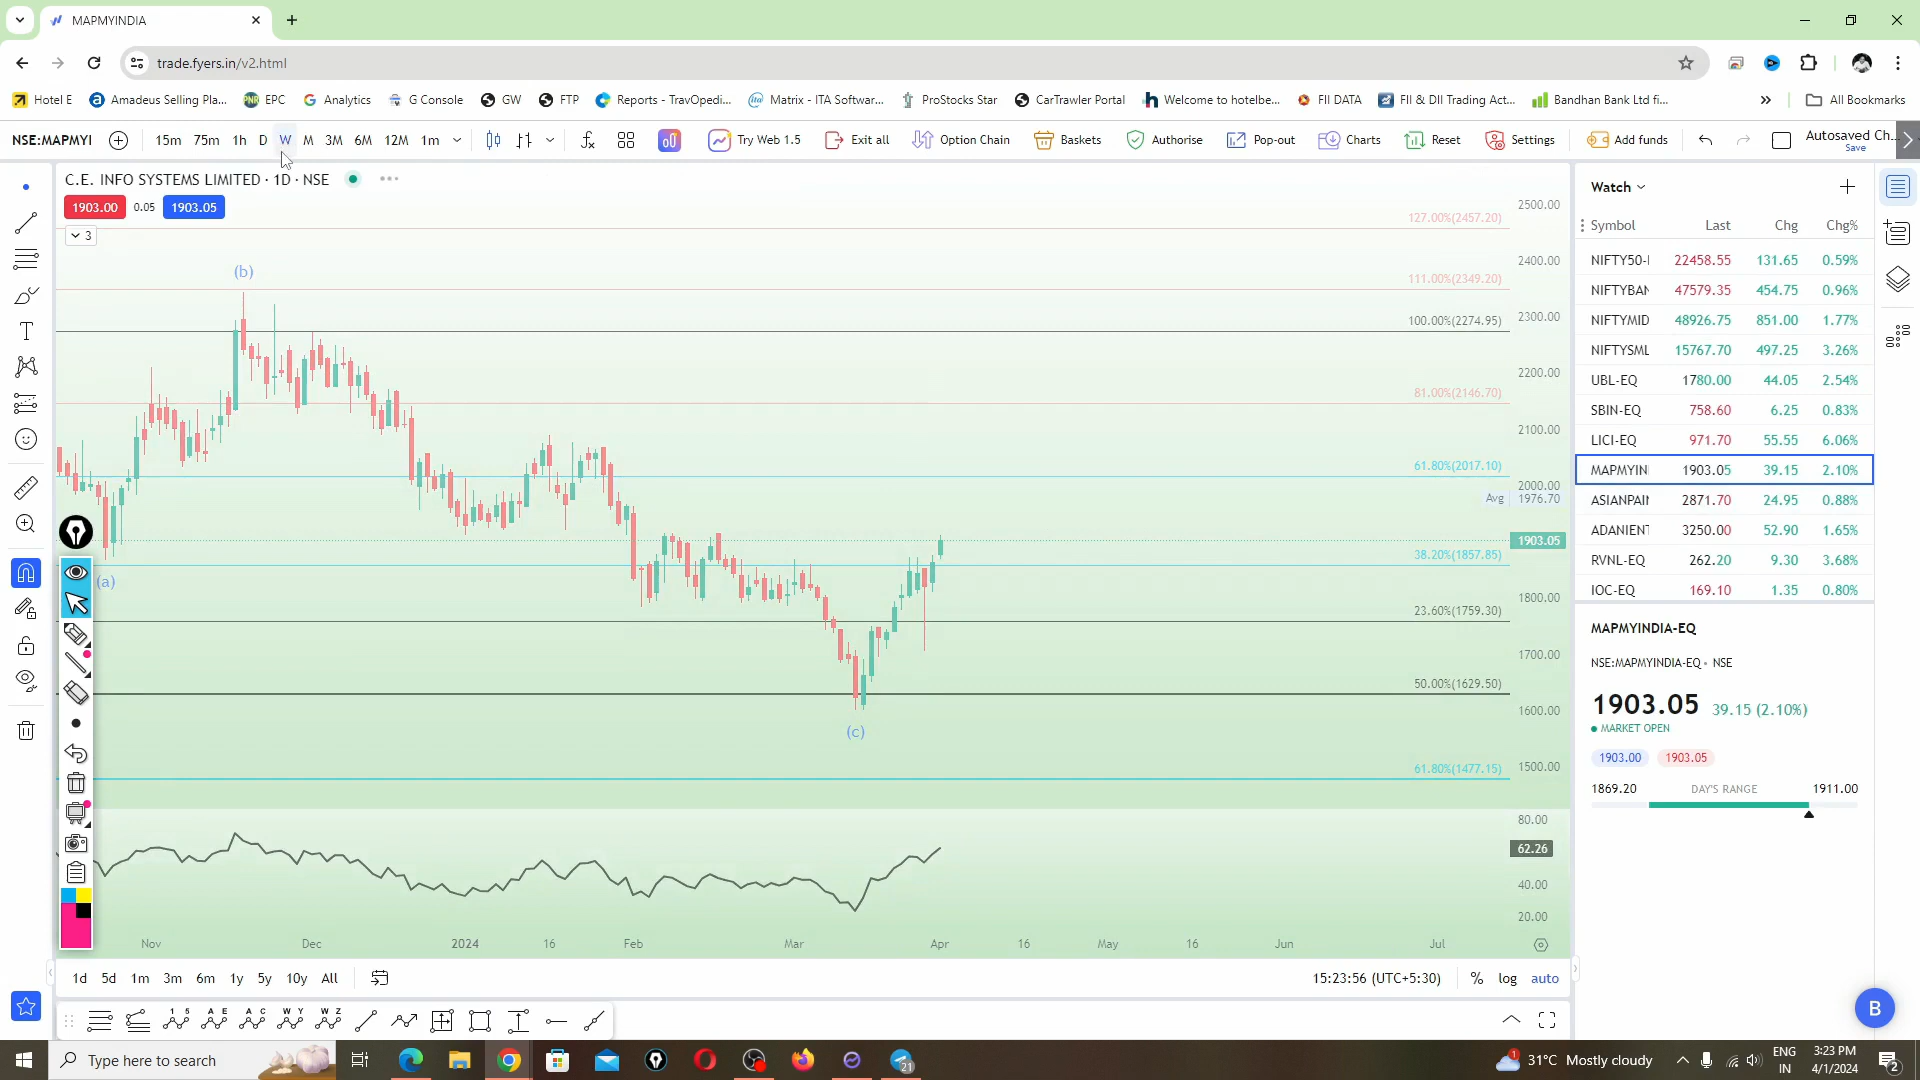 MAPMYINDIA
trade.fyers.in/v2.html
Hotel E Amadeus Selling Pla... EPC Analytics G Console GW FTP Reports - TravOpedi... Matrix - ITA Softwar... ProStocks Star CarTrawler Portal Welcome to hotelbe... FII DATA FII & DII Trading Act... Bandhan Bank Ltd fi... » All Bookmarks
NSE:MAPMYI 15m 75m 1h D W M 3M 6M 12M 1m Try Web 1.5 Exit all Option Chain Baskets Authorise Pop-out Charts Reset Settings Add funds Autosaved Ch...
Save
C.E. INFO SYSTEMS LIMITED · 1D · NSE
1903.00 0.05 1903.05
3
(b)
(a)
(c)
127.00%(2457.20)
111.00%(2349.20)
100.00%(2274.95)
81.00%(2146.70)
61.80%(2017.10)
38.20%(1857.85)
23.60%(1759.30)
50.00%(1629.50)
61.80%(1477.15)
2500.00
2400.00
2300.00
2200.00
2100.00
2000.00
Avg 1976.70
1903.05
1800.00
1700.00
1600.00
1500.00
80.00
62.26
40.00
20.00
Nov Dec 2024 16 Feb Mar Apr 16 May 16 Jun Jul
1d 5d 1m 3m 6m 1y 5y 10y All 15:23:56 (UTC+5:30) % log auto
1 5 A E A C W Y W Z
Watch
Symbol Last Chg Chg%
NIFTY50-I 22458.55 131.65 0.59%
NIFTYBAN 47579.35 454.75 0.96%
NIFTYMID 48926.75 851.00 1.77%
NIFTYSML 15767.70 497.25 3.26%
UBL-EQ 1780.00 44.05 2.54%
SBIN-EQ 758.60 6.25 0.83%
LICI-EQ 971.70 55.55 6.06%
MAPMYIN 1903.05 39.15 2.10%
ASIANPAI 2871.70 24.95 0.88%
ADANIENT 3250.00 52.90 1.65%
RVNL-EQ 262.20 9.30 3.68%
IOC-EQ 169.10 1.35 0.80%
MAPMYINDIA-EQ
NSE:MAPMYINDIA-EQ • NSE
1903.05 39.15 (2.10%)
MARKET OPEN
1903.00 1903.05
1869.20 DAY'S RANGE 1911.00
B
Type here to search
21
1 31°C Mostly cloudy
ENG
IN
3:23 PM
4/1/2024
2